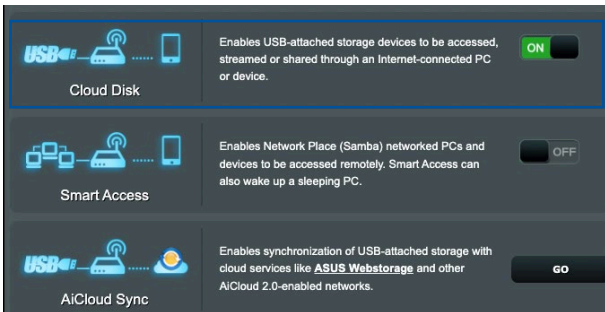 Enables USB-attached storage devices to be accessed,
USB
streamed or shared through an Internet-connected PC
ON
or device.
Cloud Disk
Enables Network Place (Samba) networked PCs and
devices to be accessed remotely. Smart Access can
OFF
also wake up a sleeping PC.
Smart Access
Enables synchronization of USB-attached storage with
USB
cloud services like ASUS Webstorage and other
GO
AiCloud 2.0-enabled networks.
AiCloud Sync